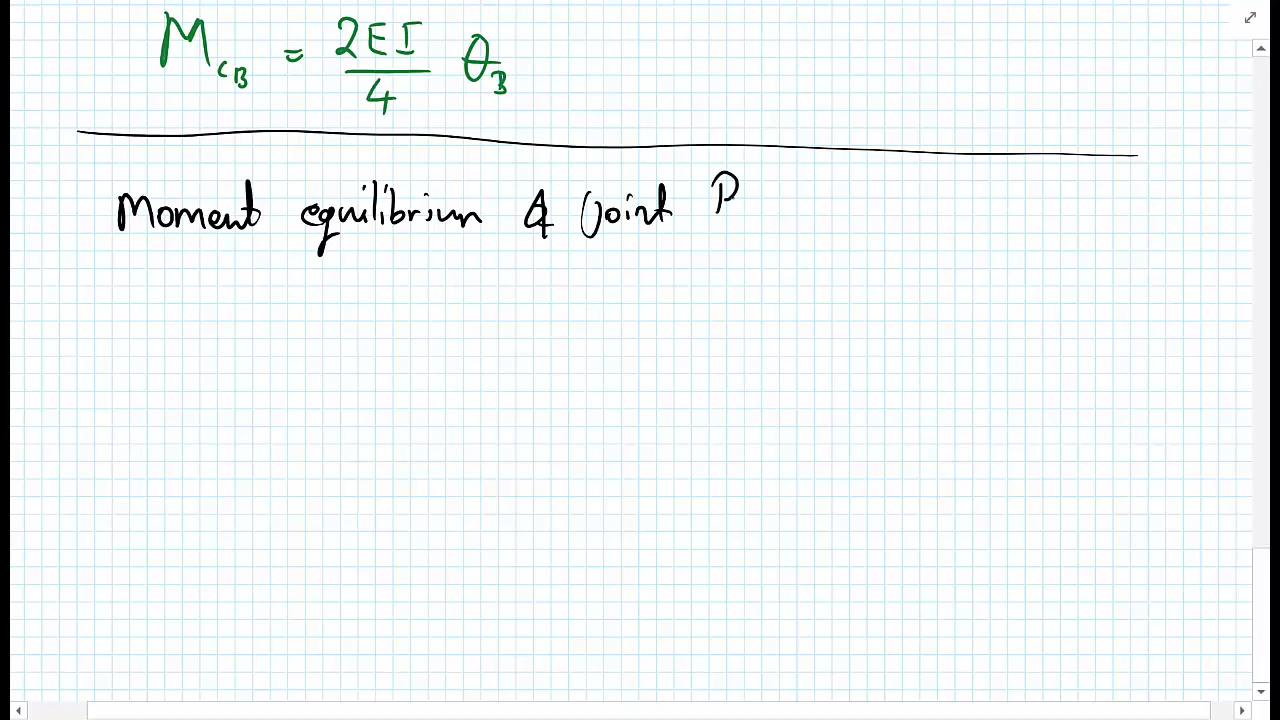 M_CB = 2EI/4 θ_B
Moment equilibrium @ joint B